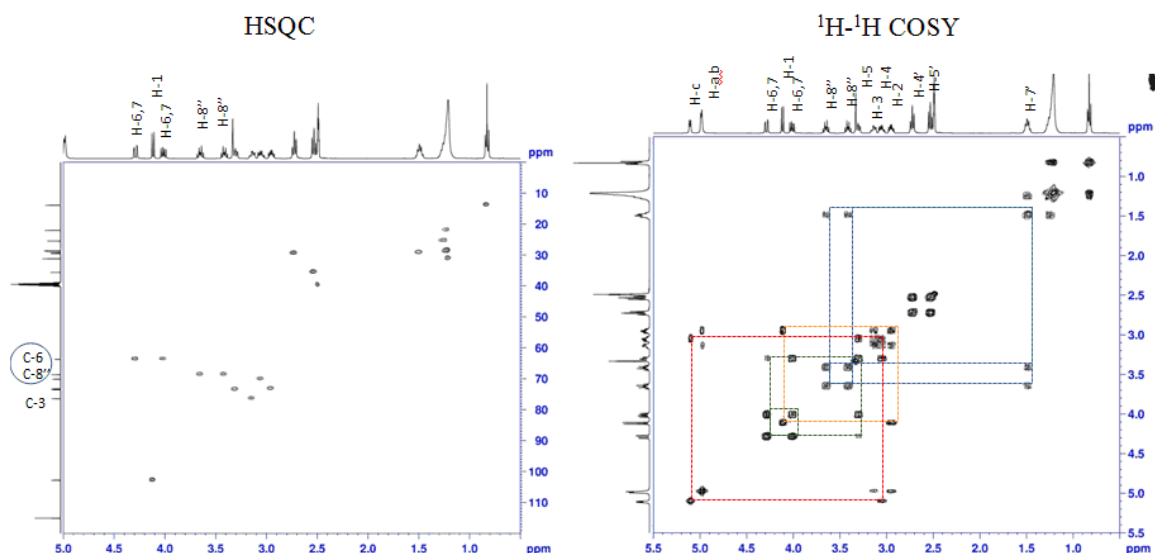 HSQC
¹H-¹H COSY
H-6,7
H-1
H-6,7
H-8”
H-8”
H-c
H-a,b
H-6,7
H-1
H-6,7
H-8”
H-8”
H-5
H-3
H-4
H-2
H-4’
H-5’
H-7’
ppm
10
20
30
40
50
60
70
80
90
100
110
C-6
C-8”
C-3
5.0 4.5 4.0 3.5 3.0 2.5 2.0 1.5 1.0 ppm
ppm
0.5
1.0
1.5
2.0
2.5
3.0
3.5
4.0
4.5
5.0
5.5
5.5 5.0 4.5 4.0 3.5 3.0 2.5 2.0 1.5 1.0 0.5 ppm